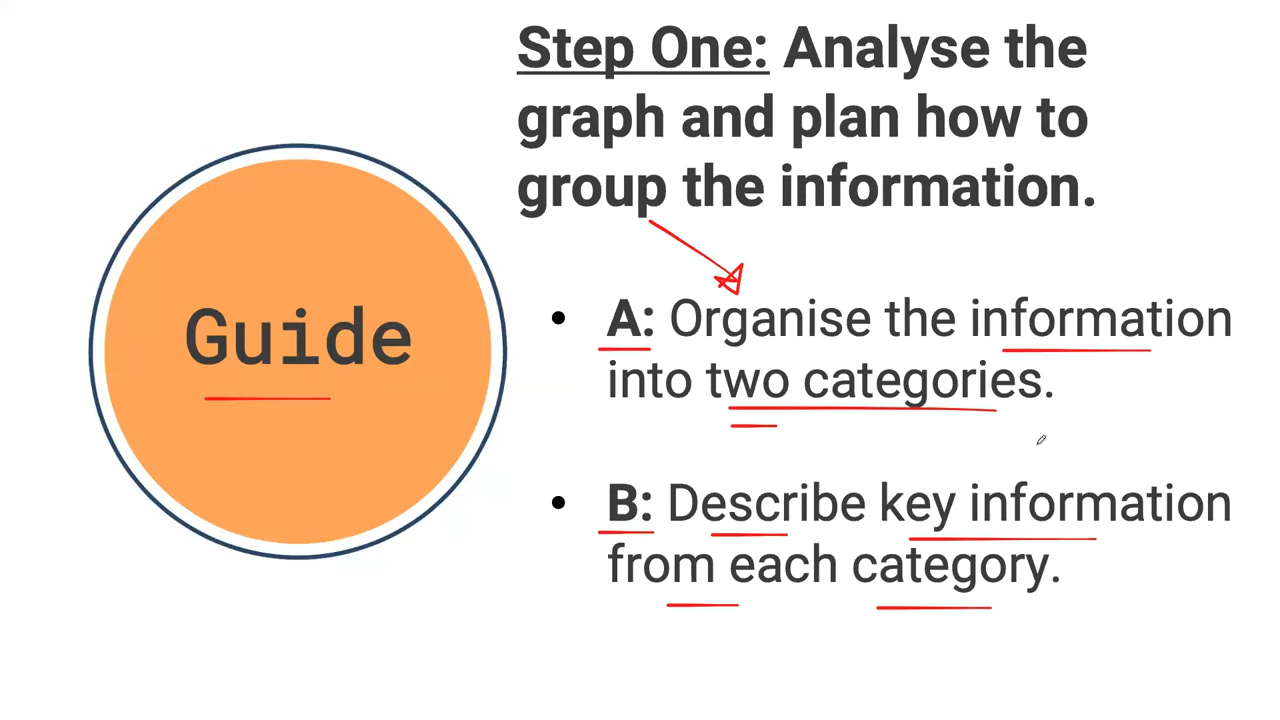 Step One: Analyse the
graph and plan how to
group the information.
Guide
• A: Organise the information
into two categories.
• B: Describe key information
from each category.